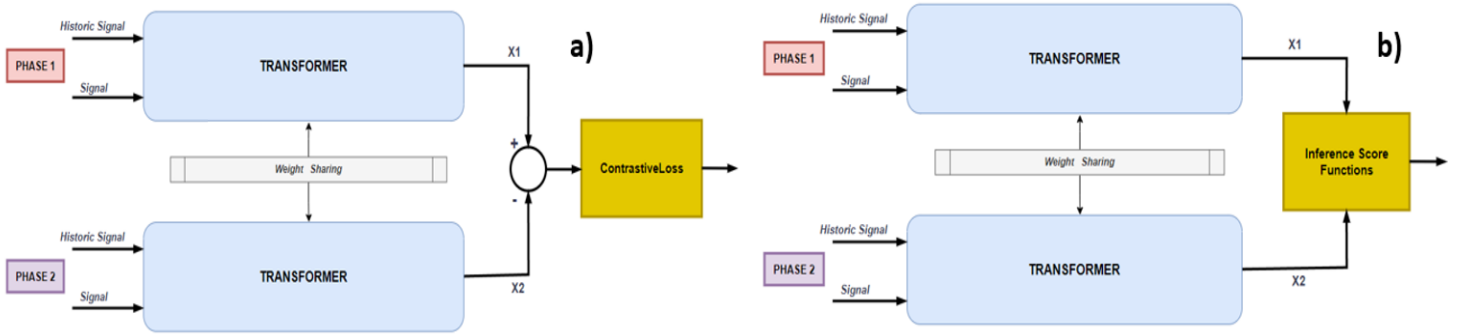 Historic Signal
PHASE 1
Signal
TRANSFORMER
X1
a)
+
-
Weight Sharing
ContrastiveLoss
Historic Signal
PHASE 2
Signal
TRANSFORMER
X2
Historic Signal
PHASE 1
Signal
TRANSFORMER
X1
b)
Weight Sharing
Inference Score
Functions
Historic Signal
PHASE 2
Signal
TRANSFORMER
X2